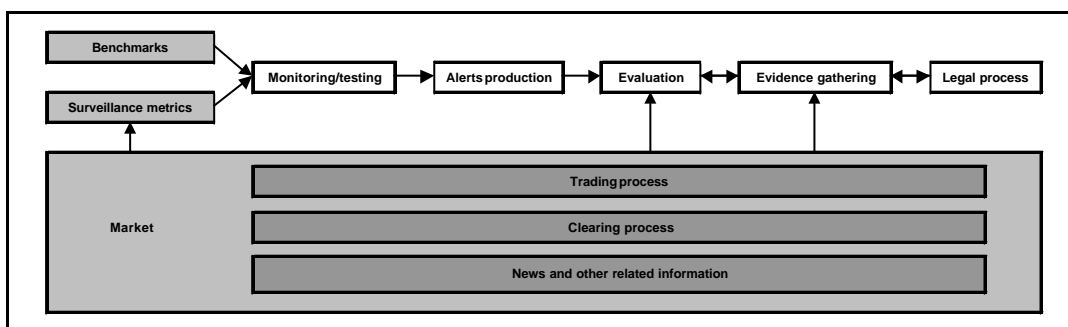 Benchmarks
Monitoring/testing
Alerts production
Evaluation
Evidence gathering
Legal process
Surveillance metrics
Trading process
Market
Clearing process
News and other related information